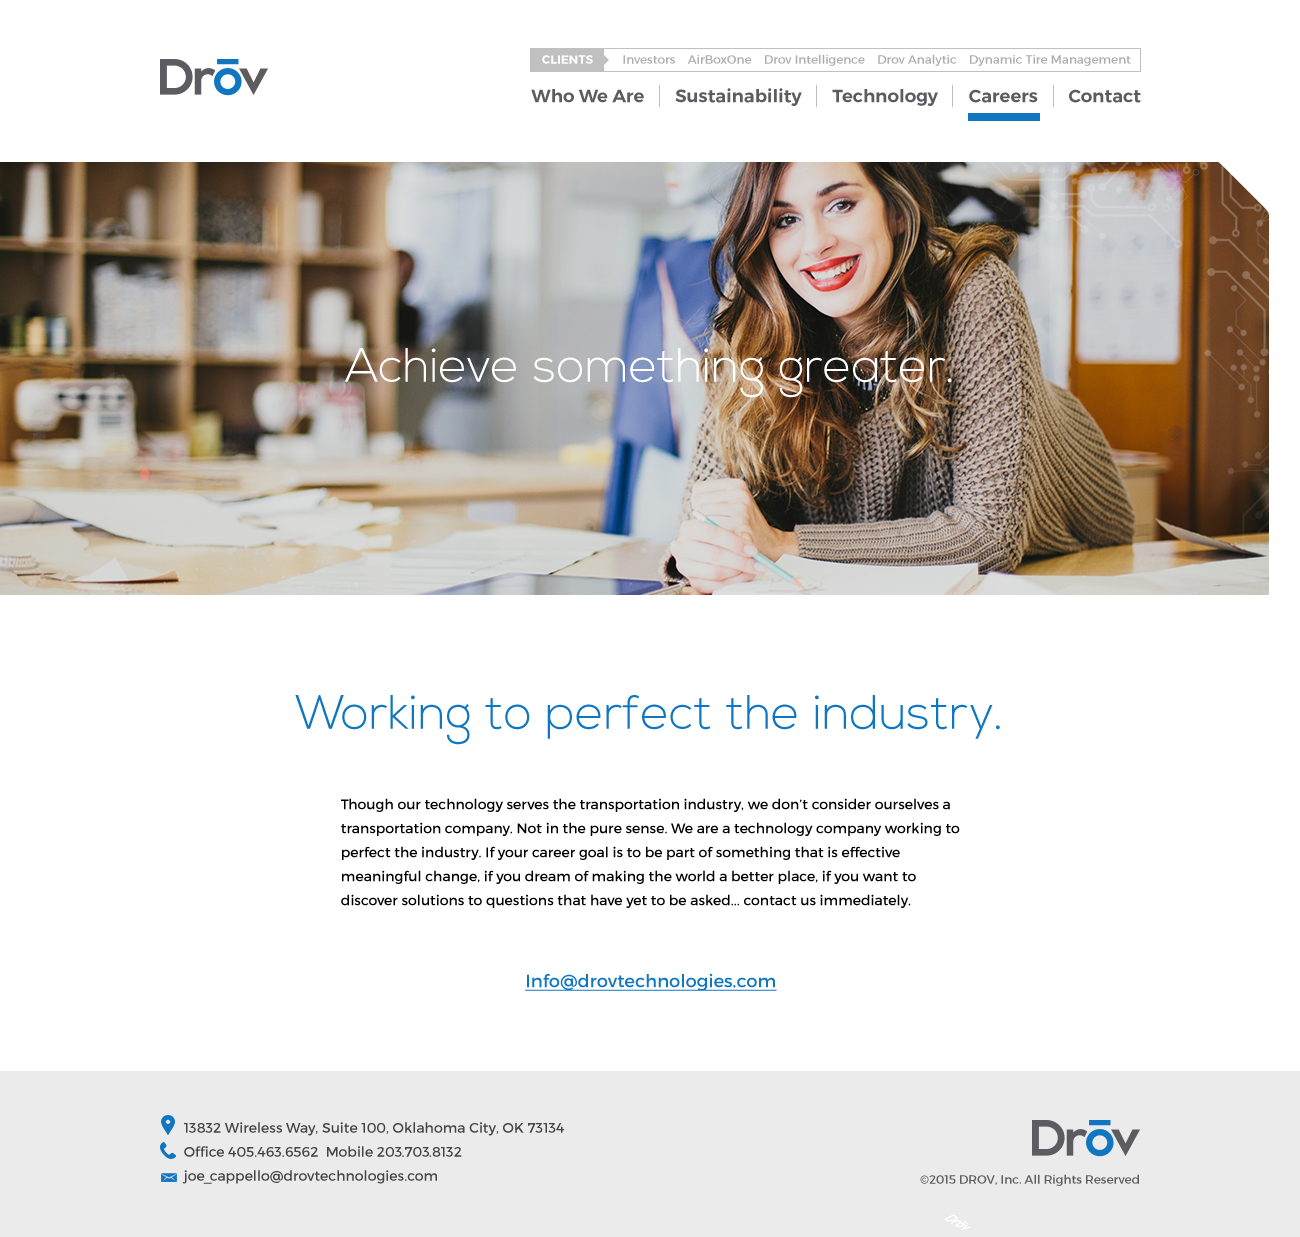 Drōv
CLIENTS Investors AirBoxOne Drov Intelligence Drov Analytic Dynamic Tire Management
Who We Are Sustainability Technology Careers Contact
Achieve something greater.
Working to perfect the industry.
Though our technology serves the transportation industry, we don't consider ourselves a
transportation company. Not in the pure sense. We are a technology company working to
perfect the industry. If your career goal is to be part of something that is effective
meaningful change, if you dream of making the world a better place, if you want to
discover solutions to questions that have yet to be asked... contact us immediately.
Info@drovtechnologies.com
13832 Wireless Way, Suite 100, Oklahoma City, OK 73134
Office 405.463.6562 Mobile 203.703.8132
joe_cappello@drovtechnologies.com
Drōv
©2015 DROV, Inc. All Rights Reserved